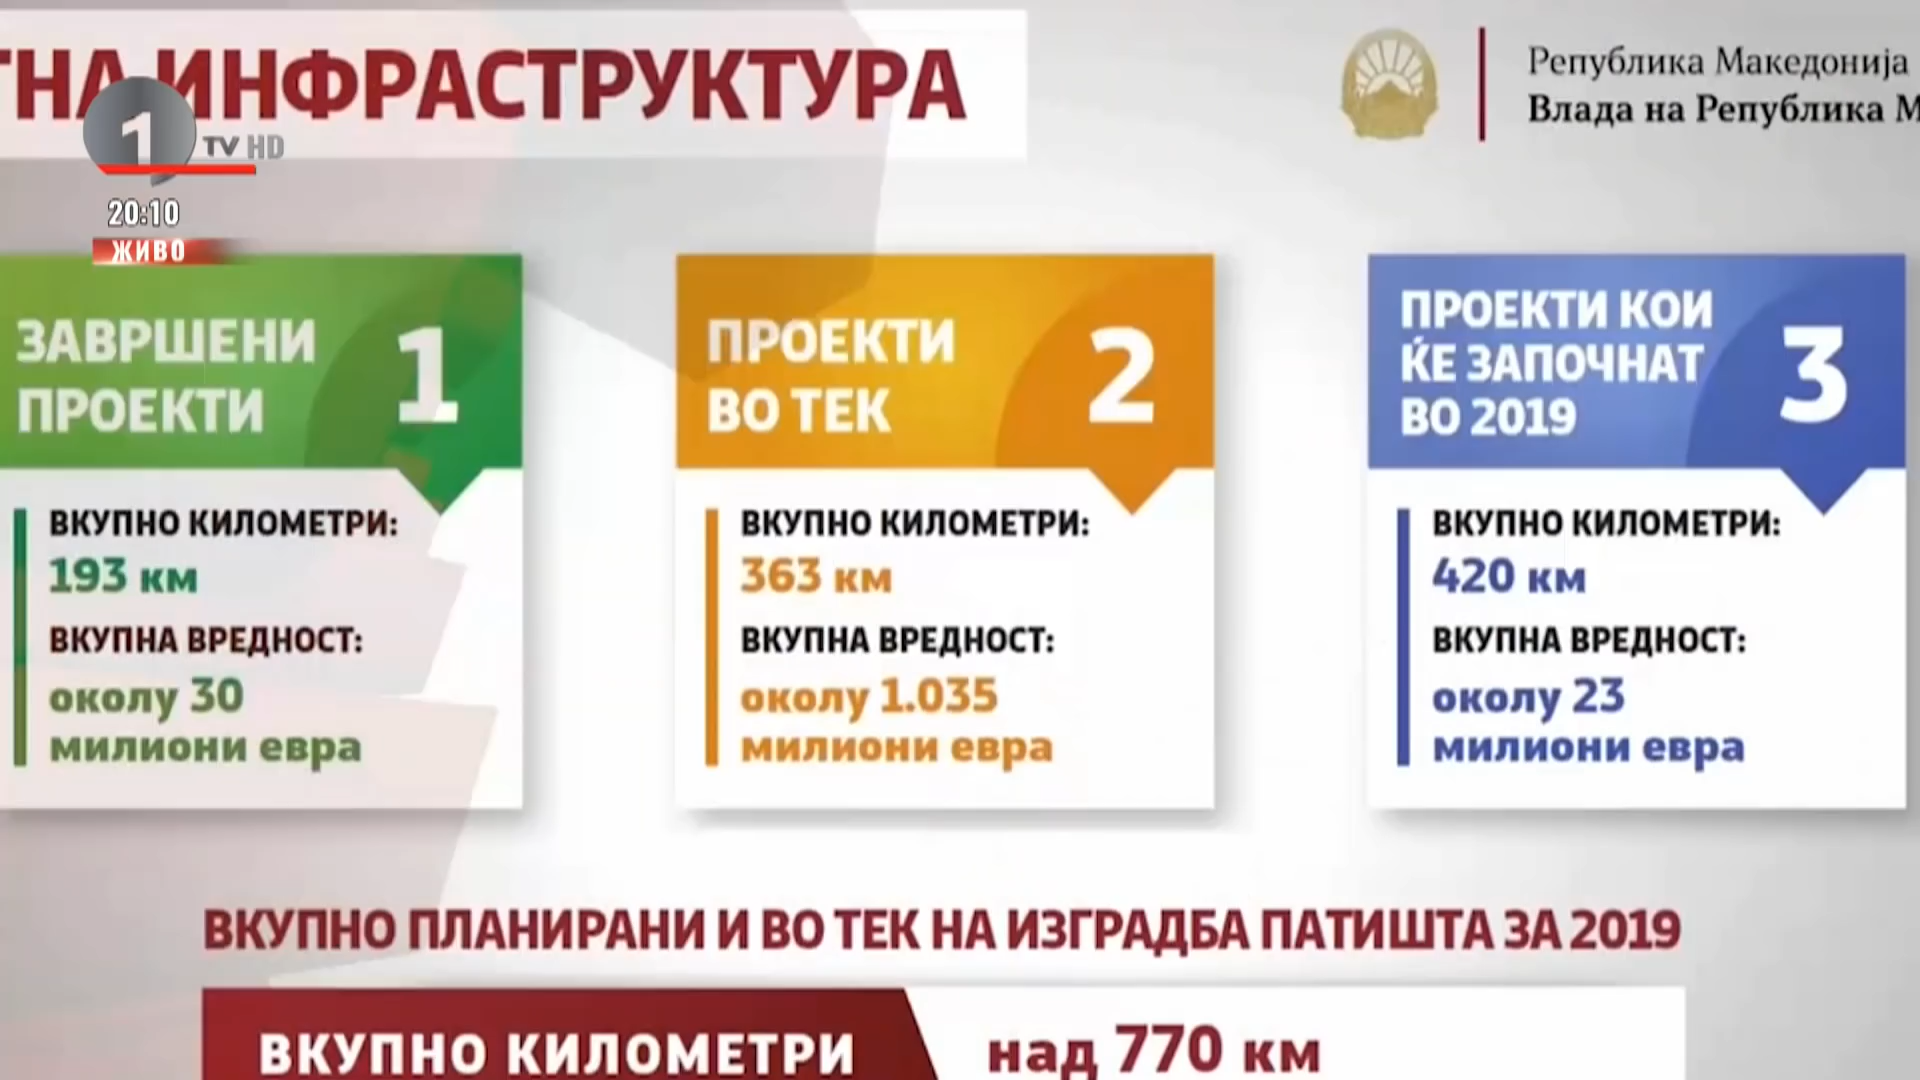 ТНА ИНФРАСТРУКТУРА
Република Македонија
Влада на Република М
1 TV HD
20:10
ЖИВО
ЗАВРШЕНИ
ПРОЕКТИ
1
ВКУПНО КИЛОМЕТРИ:
193 км
ВКУПНА ВРЕДНОСТ:
околу 30
милиони евра
ПРОЕКТИ
ВО ТЕК
2
ВКУПНО КИЛОМЕТРИ:
363 км
ВКУПНА ВРЕДНОСТ:
околу 1.035
милиони евра
ПРОЕКТИ КОИ
ЌЕ ЗАПОЧНАТ
ВО 2019
3
ВКУПНО КИЛОМЕТРИ:
420 км
ВКУПНА ВРЕДНОСТ:
околу 23
милиони евра
ВКУПНО ПЛАНИРАНИ И ВО ТЕК НА ИЗГРАДБА ПАТИШТА ЗА 2019
ВКУПНО КИЛОМЕТРИ
над 770 км